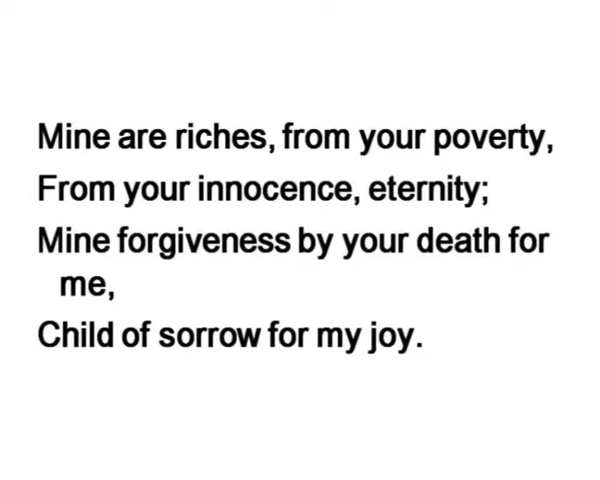 Mine are riches, from your poverty,
From your innocence, eternity;
Mine forgiveness by your death for
me,
Child of sorrow for my joy.